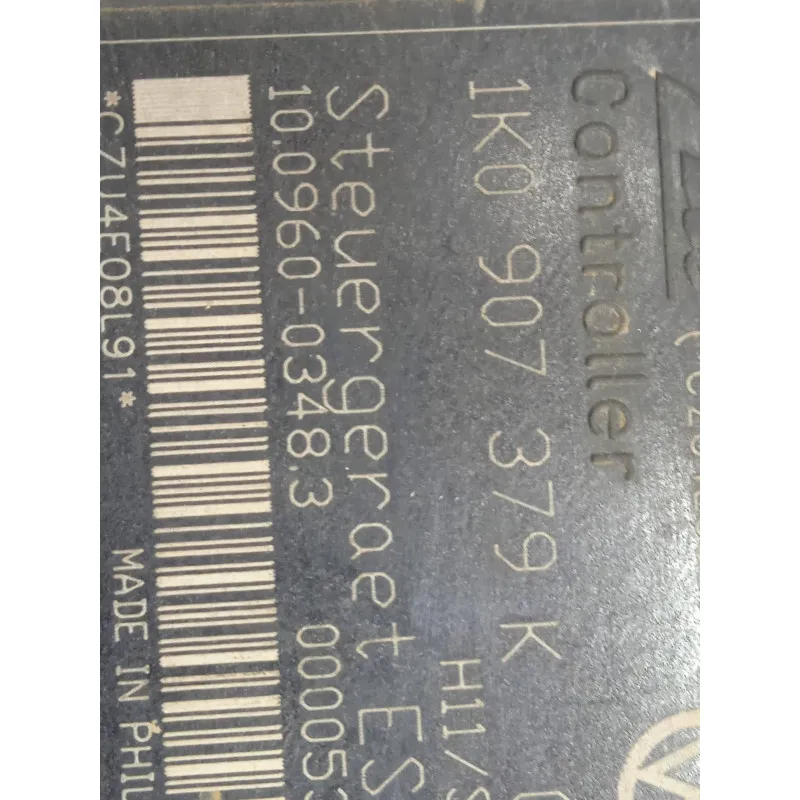 Controller
1K0 907 379 K
H11/S
Steuergeraet ES
10.0960-0348.3 00005
*C7U4E08L91*
MADE IN PHIL